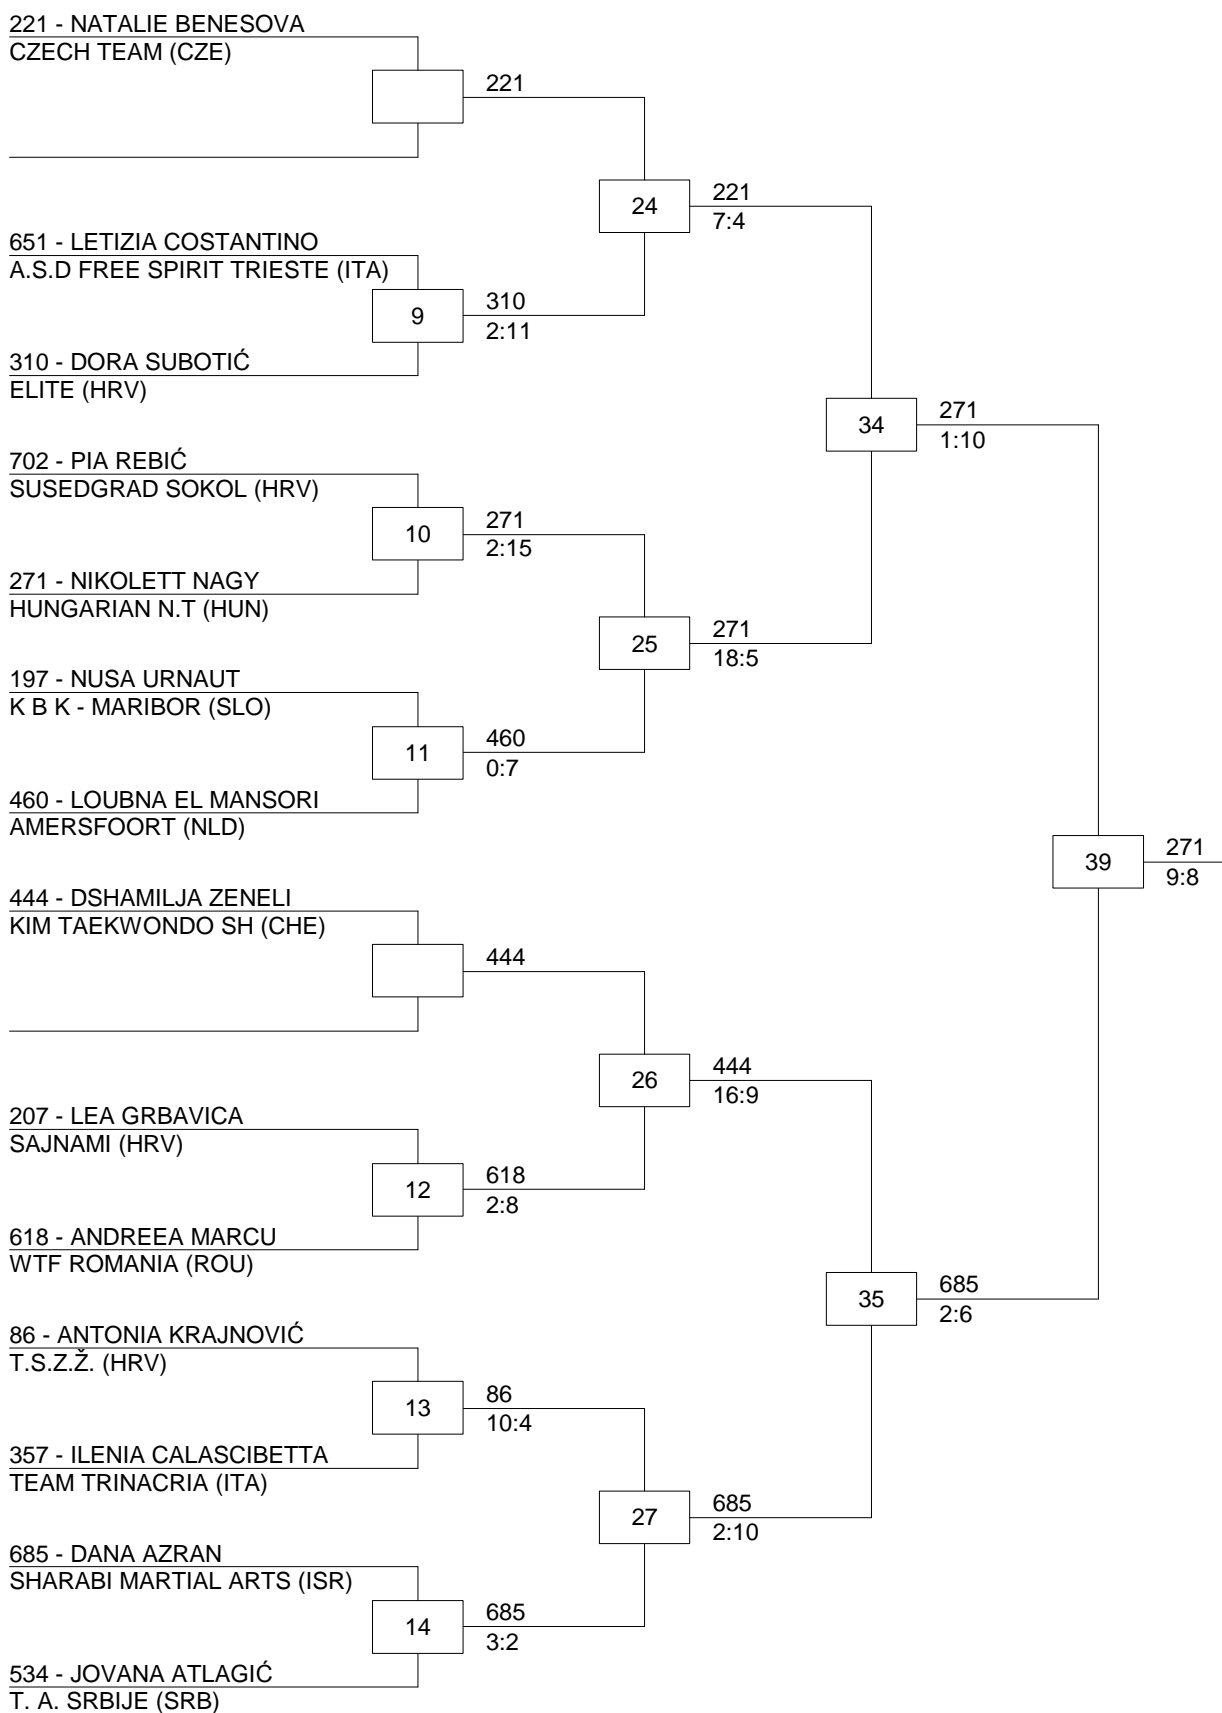 221 - NATALIE BENESOVA
CZECH TEAM (CZE)
221
24
221
7:4
651 - LETIZIA COSTANTINO
A.S.D FREE SPIRIT TRIESTE (ITA)
9
310
2:11
310 - DORA SUBOTIĆ
ELITE (HRV)
34
271
1:10
702 - PIA REBIĆ
SUSEDGRAD SOKOL (HRV)
10
271
2:15
271 - NIKOLETT NAGY
HUNGARIAN N.T (HUN)
25
271
18:5
197 - NUSA URNAUT
K B K - MARIBOR (SLO)
11
460
0:7
460 - LOUBNA EL MANSORI
AMERSFOORT (NLD)
39
271
9:8
444 - DSHAMILJA ZENELI
KIM TAEKWONDO SH (CHE)
444
26
444
16:9
207 - LEA GRBAVICA
SAJNAMI (HRV)
12
618
2:8
618 - ANDREEA MARCU
WTF ROMANIA (ROU)
35
685
2:6
86 - ANTONIA KRAJNOVIĆ
T.S.Z.Ž. (HRV)
13
86
10:4
357 - ILENIA CALASCIBETTA
TEAM TRINACRIA (ITA)
27
685
2:10
685 - DANA AZRAN
SHARABI MARTIAL ARTS (ISR)
14
685
3:2
534 - JOVANA ATLAGIĆ
T. A. SRBIJE (SRB)